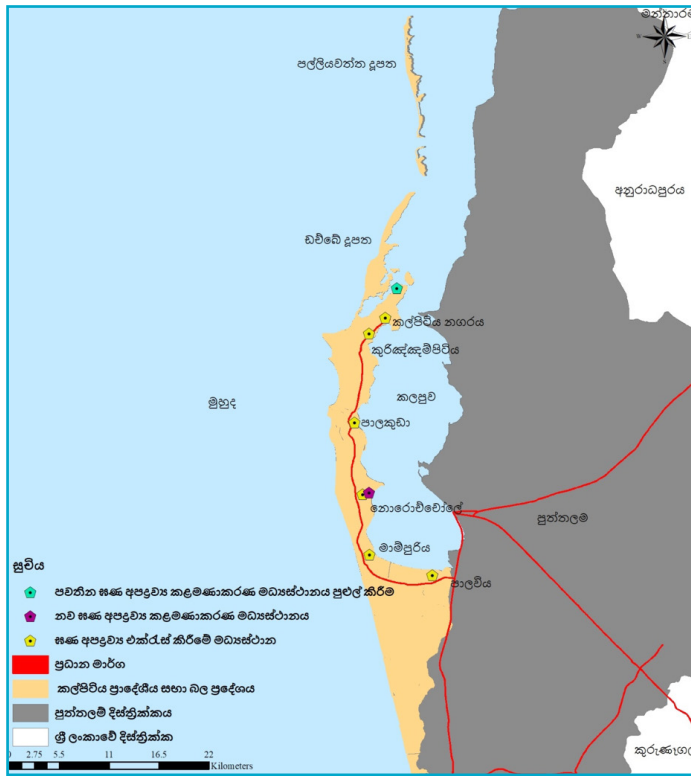 මන්නාරම
පල්ලියවත්ත දූපත
අනුරාධපුරය
ඩච්බේ දූපත
කල්පිටිය නගරය
කුරිඤ්ඤම්පිටිය
කලපුව
මුහුද
පාලකුඩා
නොරොච්චෝලේ
පුත්තලම
මාම්පුරිය
පාලවිය
සූචිය
පවතින ඝණ අපද්‍රව්‍ය කළමණාකරණ මධ්‍යස්ථානය පුළුල් කිරීම
නව ඝණ අපද්‍රව්‍ය කළමණාකරණ මධ්‍යස්ථානය
ඝණ අපද්‍රව්‍ය එක්රැස් කිරීමේ මධ්‍යස්ථාන
ප්‍රධාන මාර්ග
කල්පිටිය ප්‍රාදේශීය සභා බල ප්‍රදේශය
පුත්තලම් දිස්ත්‍රික්කය
ශ්‍රී ලංකාවේ දිස්ත්‍රික්ක
0 2.75 5.5 11 16.5 22
Kilometers
කුරුණෑගල